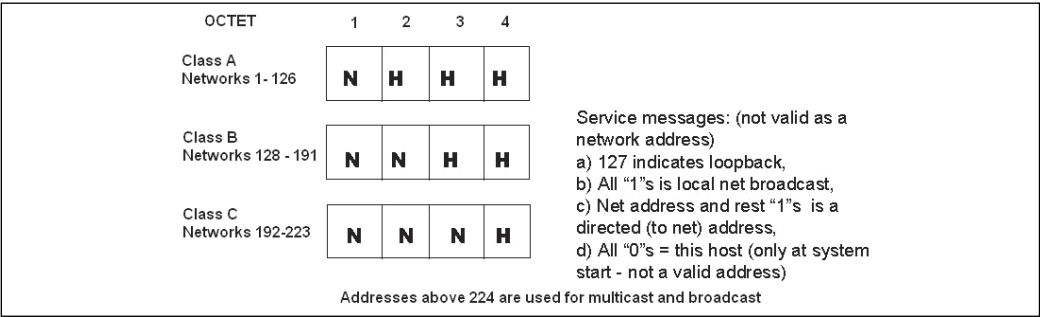 OCTET 1 2 3 4
Class A
Networks 1-126
N H H H
Class B
Networks 128 -191
N N H H
Class C
Networks 192-223
N N N H
Service messages: (not valid as a
network address)
a) 127 indicates loopback,
b) All “1”s is local net broadcast,
c) Net address and rest “1”s is a
directed (to net) address,
d) All “0”s = this host (only at system
start - not a valid address)
Addresses above 224 are used for multicast and broadcast